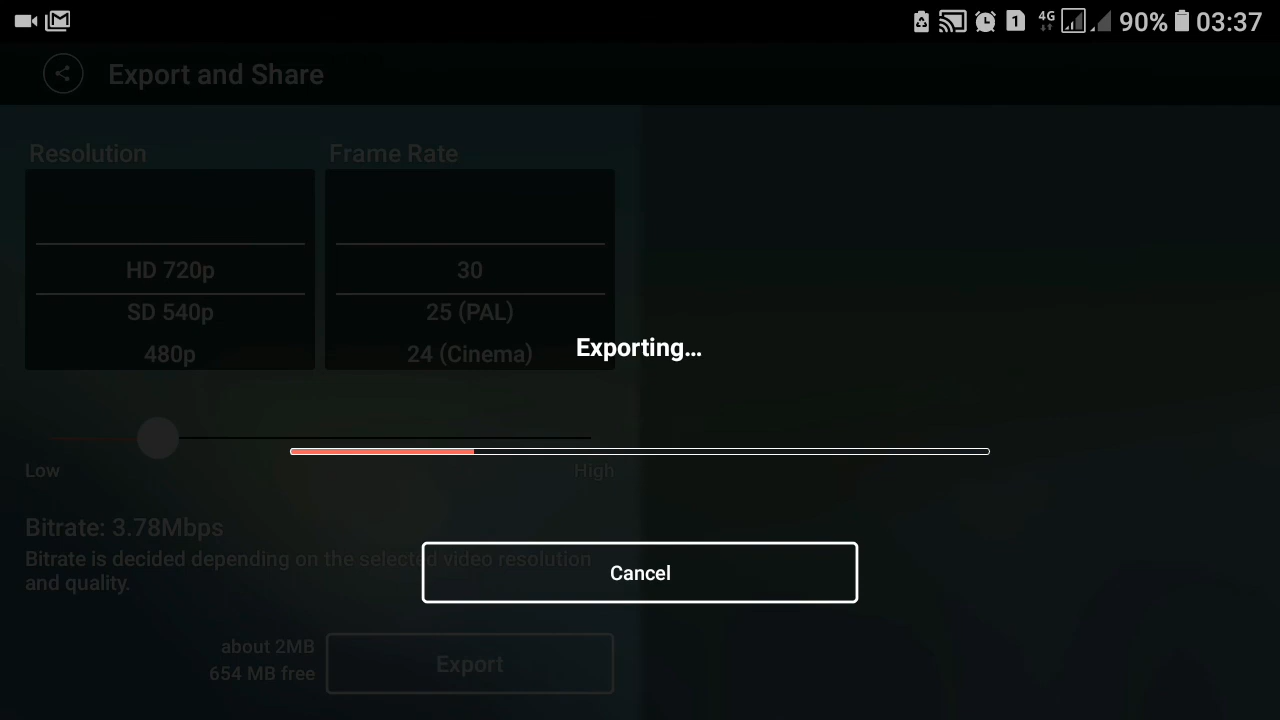 1 4G 90% 03:37
Export and Share
Resolution Frame Rate
HD 720p 30
SD 540p 25 (PAL)
480p 24 (Cinema)
Exporting...
Low High
Bitrate: 3.78Mbps
Bitrate is decided depending on the selected video resolution
and quality.
Cancel
about 2MB
654 MB free
Export